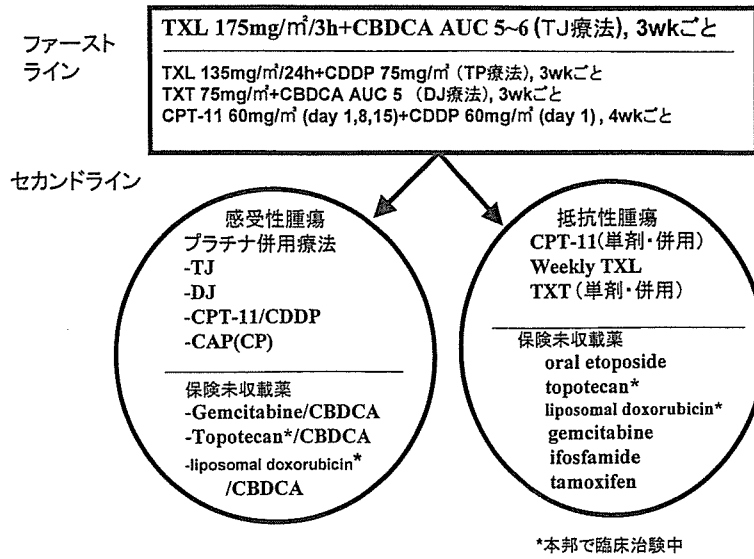 ファースト
ライン
TXL 175mg/㎡/3h+CBDCA AUC 5~6 (TJ療法), 3wkごと
TXL 135mg/㎡/24h+CDDP 75mg/㎡ (TP療法), 3wkごと
TXT 75mg/㎡+CBDCA AUC 5 (DJ療法), 3wkごと
CPT-11 60mg/㎡ (day 1,8,15)+CDDP 60mg/㎡ (day 1) , 4wkごと
セカンドライン
感受性腫瘍
プラチナ併用療法
-TJ
-DJ
-CPT-11/CDDP
-CAP(CP)
保険未収載薬
-Gemcitabine/CBDCA
-Topotecan*/CBDCA
-liposomal doxorubicin*
/CBDCA
抵抗性腫瘍
CPT-11(単剤・併用)
Weekly TXL
TXT (単剤・併用)
保険未収載薬
oral etoposide
topotecan*
liposomal doxorubicin*
gemcitabine
ifosfamide
tamoxifen
*本邦で臨床治験中